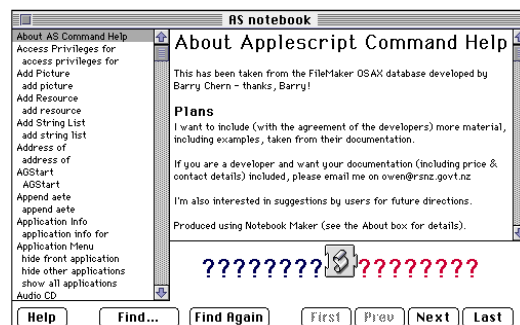 AS notebook
About AS Command Help
Access Privileges for
access privileges for
Add Picture
add picture
Add Resource
add resource
Add String List
add string list
Address of
address of
AGStart
AGStart
Append aete
append aete
Application Info
application info for
Application Menu
hide front application
hide other applications
show all applications
Audio CD
About Applescript Command Help
This has been taken from the FileMaker OSAX database developed by
Barry Chern - thanks, Barry!
Plans
I want to include (with the agreement of the developers) more material,
including examples, taken from their documentation.
If you are a developer and want your documentation (including price &
contact details) included, please email me on owen@rsnz.govt.nz
I'm also interested in suggestions by users for future directions.
Produced using Notebook Maker (see the About box for details).
???????? ????????
Help Find... Find Again First Prev Next Last